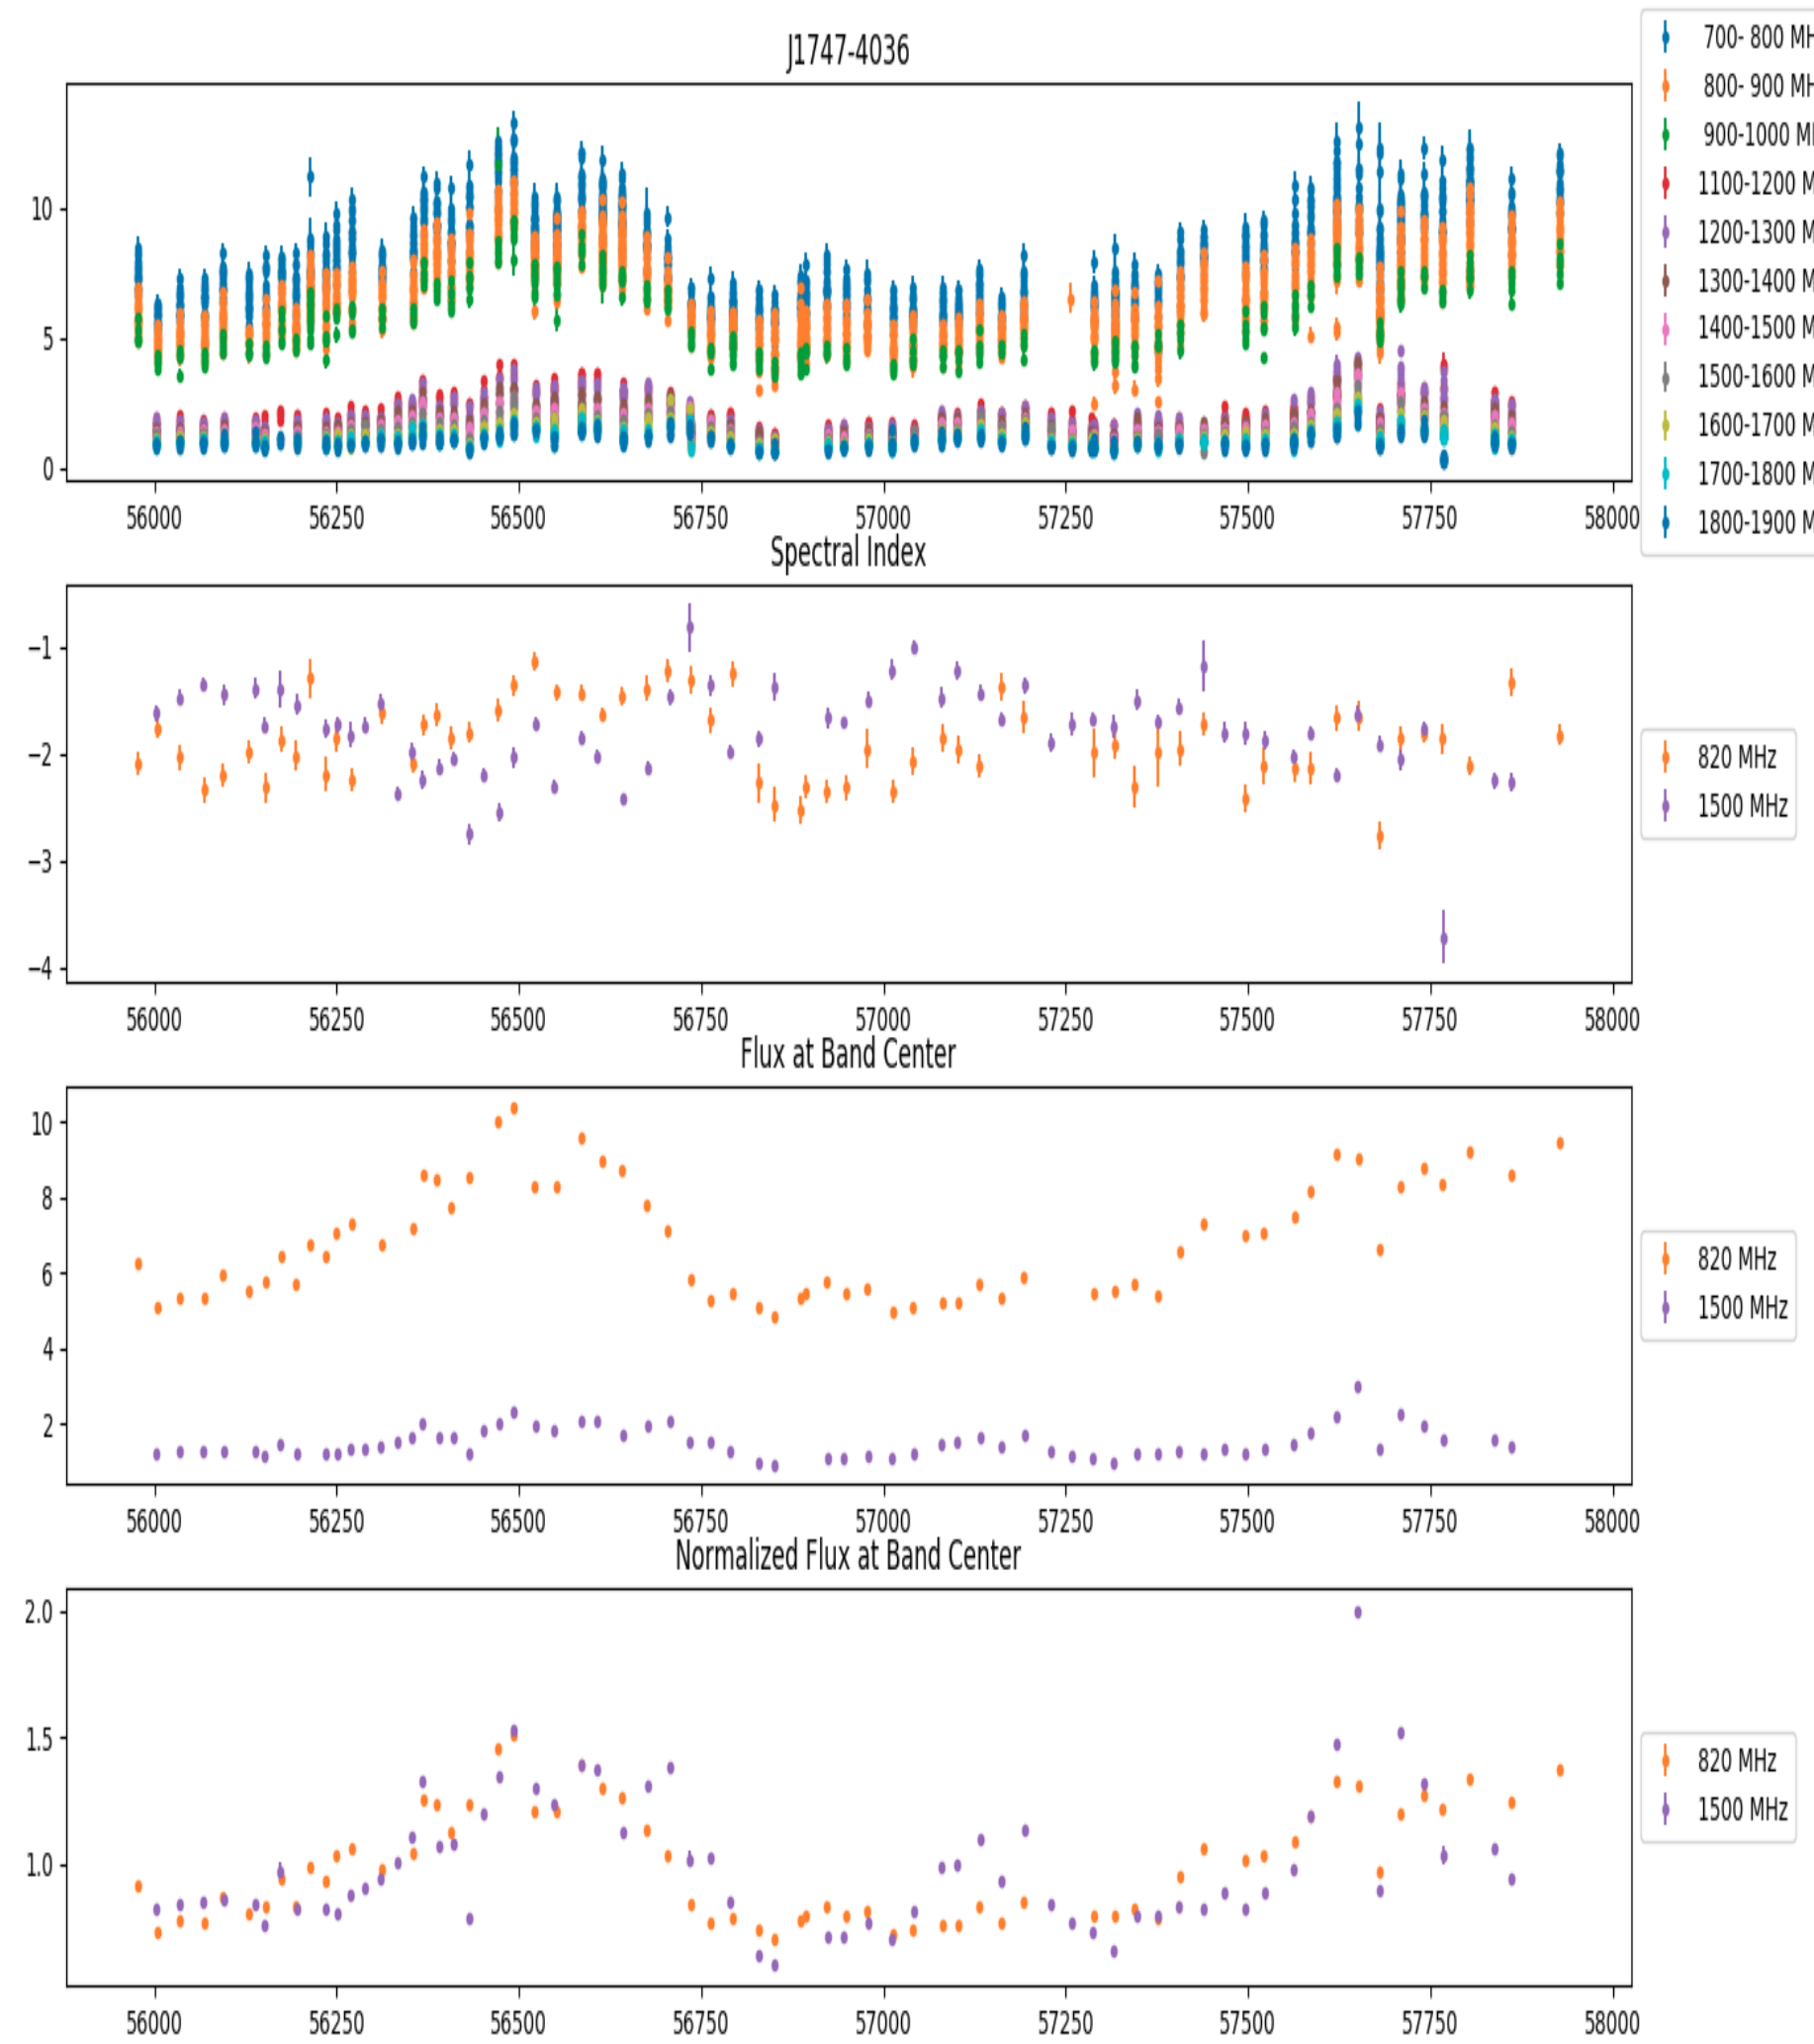 J1747-4036
700- 800 MH
800- 900 MH
900-1000 M
1100-1200 M
1200-1300 M
1300-1400 M
1400-1500 M
1500-1600 M
1600-1700 M
1700-1800 M
1800-1900 M
10
5
0
56000 56250 56500 56750 57000 57250 57500 57750 58000
Spectral Index
−1
−2
−3
−4
820 MHz
1500 MHz
56000 56250 56500 56750 57000 57250 57500 57750 58000
Flux at Band Center
10
8
6
4
2
820 MHz
1500 MHz
56000 56250 56500 56750 57000 57250 57500 57750 58000
Normalized Flux at Band Center
2.0
1.5
1.0
820 MHz
1500 MHz
56000 56250 56500 56750 57000 57250 57500 57750 58000